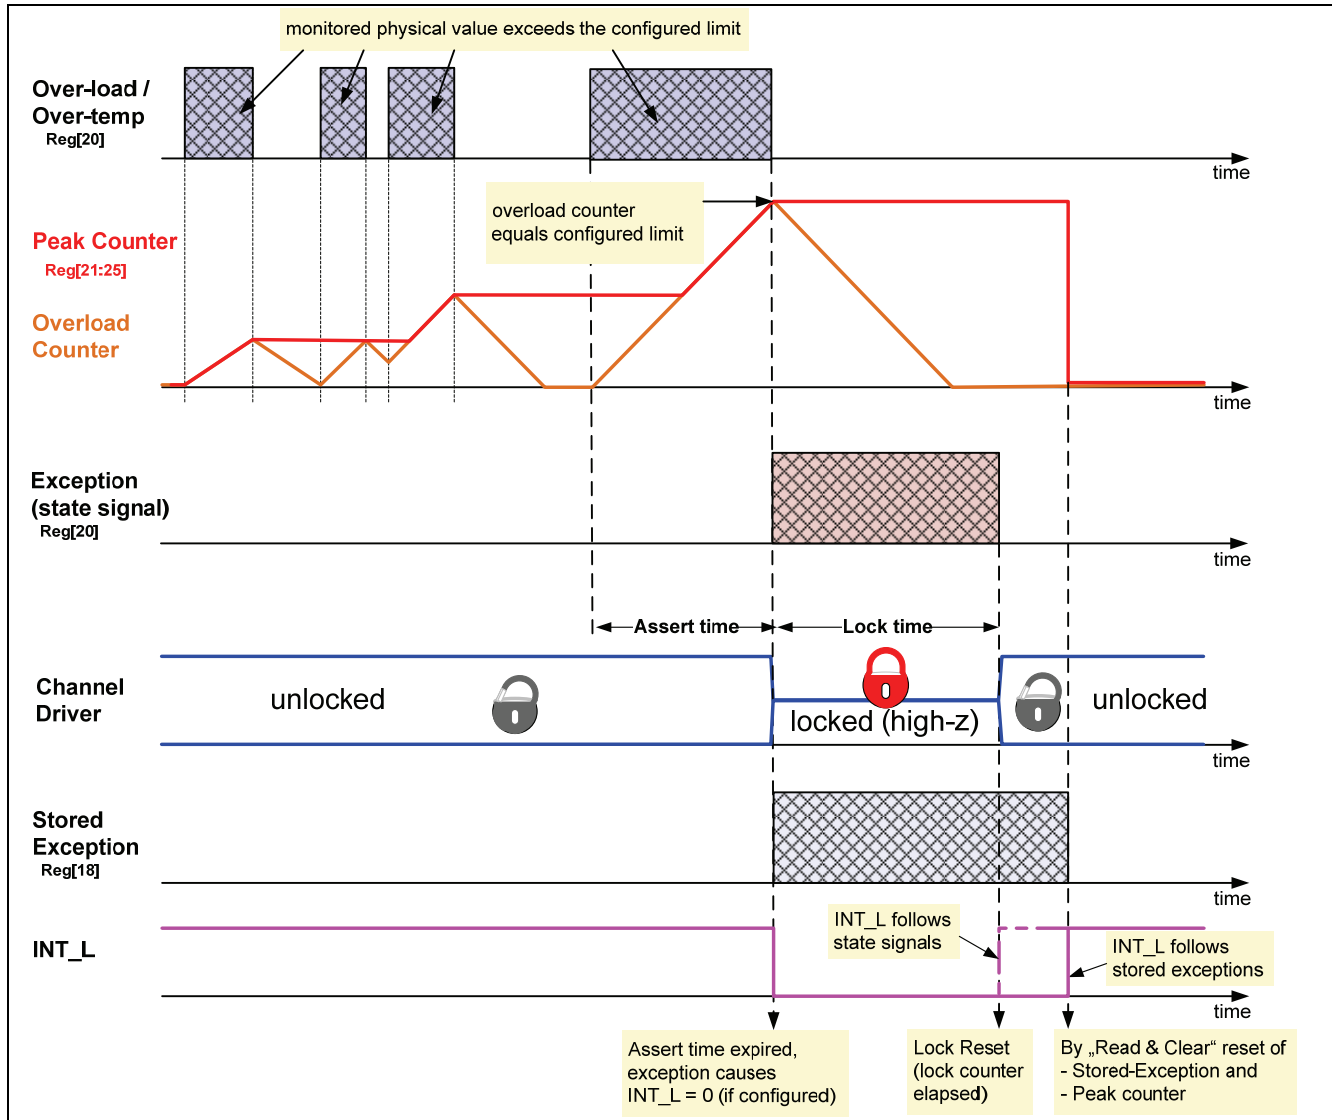 monitored physical value exceeds the configured limit
Over-load /
Over-temp
Reg[20]
time
overload counter
equals configured limit
Peak Counter
Reg[21:25]
Overload
Counter
time
Exception
(state signal)
Reg[20]
time
Assert time
Lock time
Channel
Driver
unlocked
locked (high-z)
unlocked
time
Stored
Exception
Reg[18]
time
INT_L
INT_L follows
state signals
INT_L follows
stored exceptions
time
Assert time expired,
exception causes
INT_L = 0 (if configured)
Lock Reset
(lock counter
elapsed)
By „Read & Clear“ reset of
- Stored-Exception and
- Peak counter